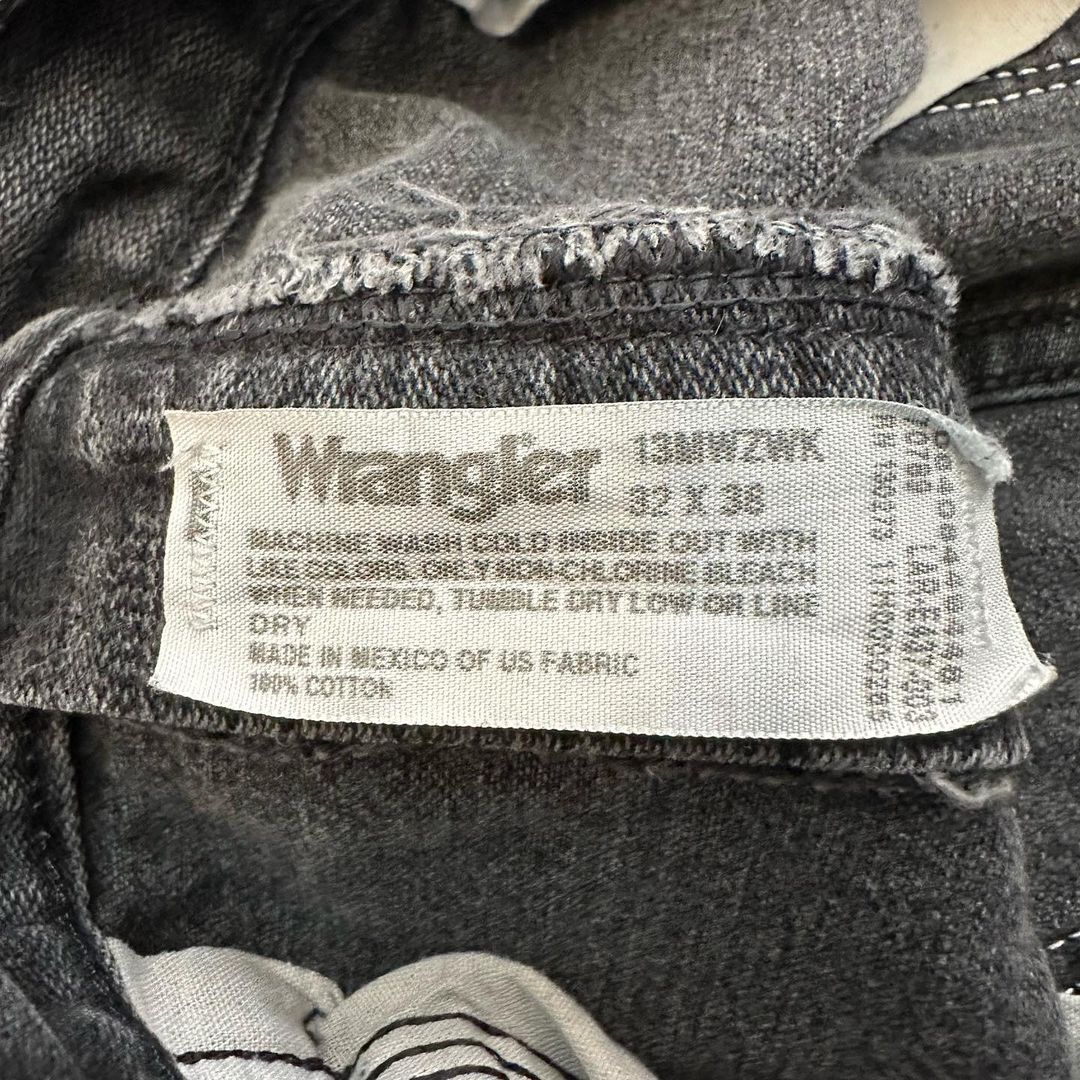 Wrangler
13MWZWK
32 X 38
MACHINE WASH COLD INSIDE OUT WITH
LIKE COLORS, ONLY NON-CHLORINE BLEACH
WHEN NEEDED, TUMBLE DRY LOW OR LINE
DRY
MADE IN MEXICO OF US FABRIC
100% COTTON